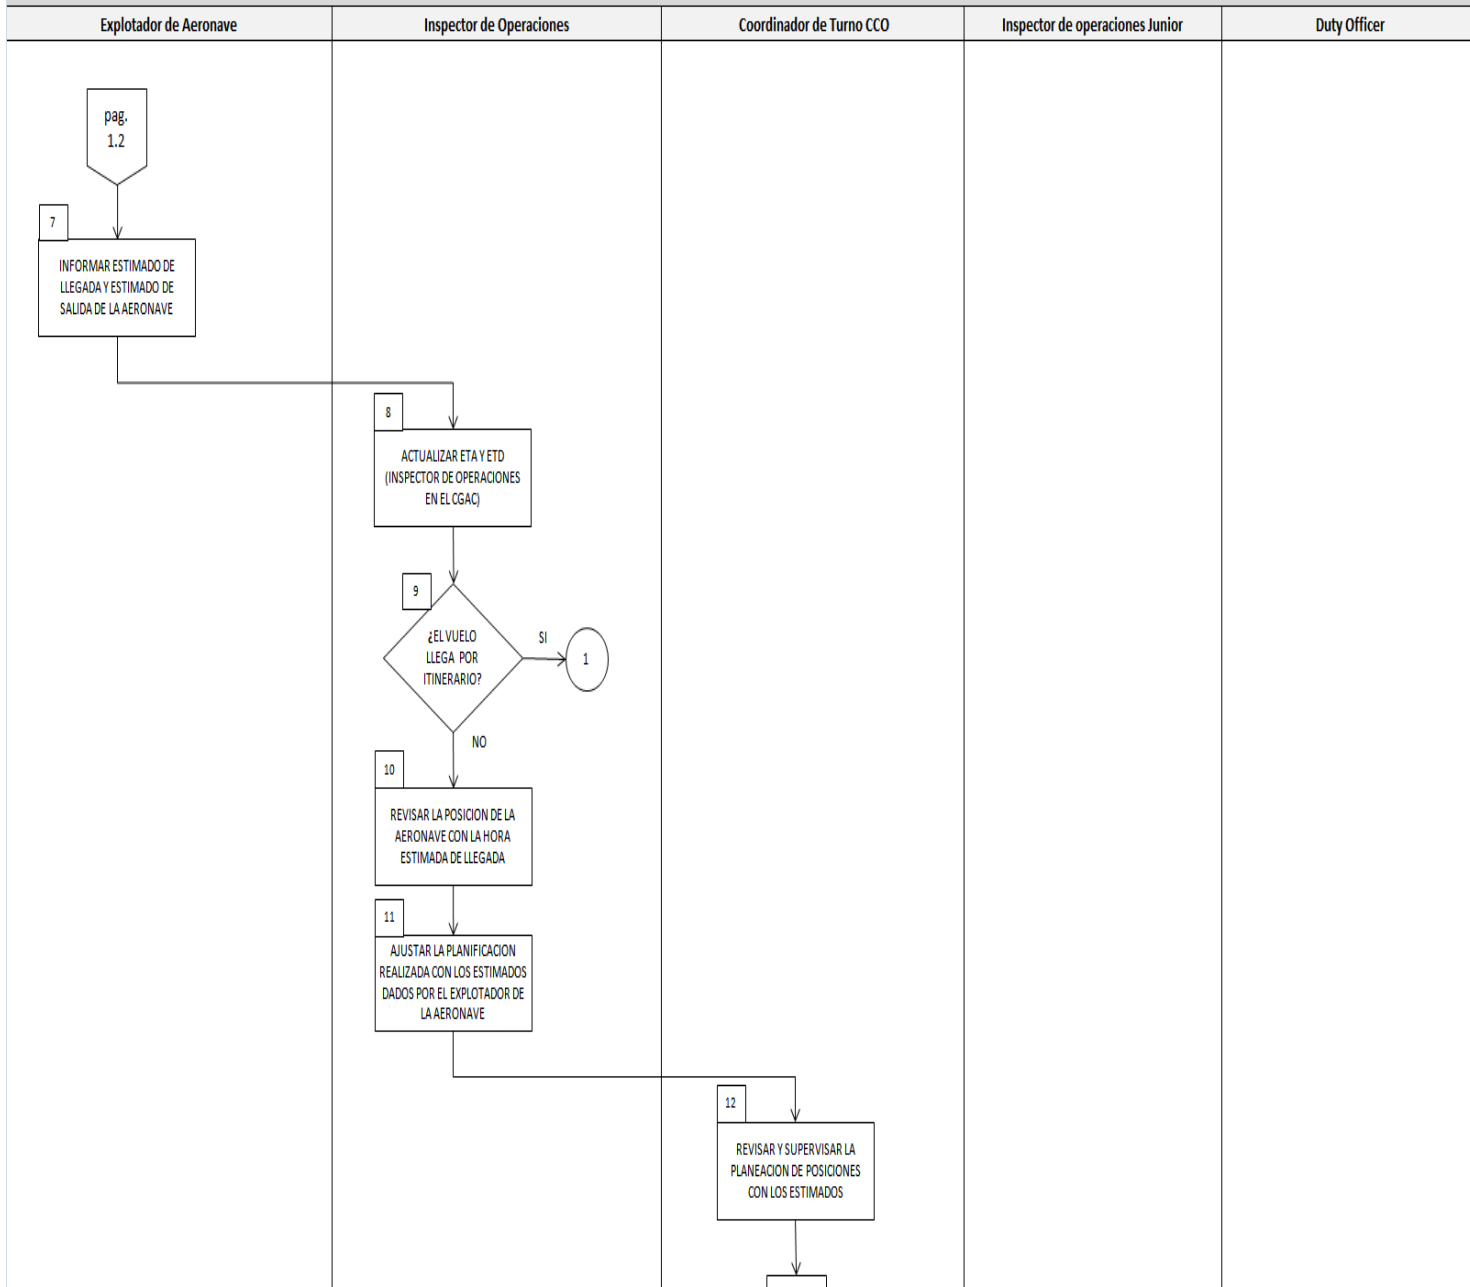 Explotador de Aeronave
Inspector de Operaciones
Coordinador de Turno CCO
Inspector de operaciones Junior
Duty Officer
pag.
1.2
7
INFORMAR ESTIMADO DE
LLEGADA Y ESTIMADO DE
SALIDA DE LA AERONAVE
8
ACTUALIZAR ETA Y ETD
(INSPECTOR DE OPERACIONES
EN EL CGAC)
9
¿EL VUELO
LLEGA POR
ITINERARIO?
SI
1
NO
10
REVISAR LA POSICION DE LA
AERONAVE CON LA HORA
ESTIMADA DE LLEGADA
11
AJUSTAR LA PLANIFICACION
REALIZADA CON LOS ESTIMADOS
DADOS POR EL EXPLOTADOR DE
LA AERONAVE
12
REVISAR Y SUPERVISAR LA
PLANEACION DE POSICIONES
CON LOS ESTIMADOS